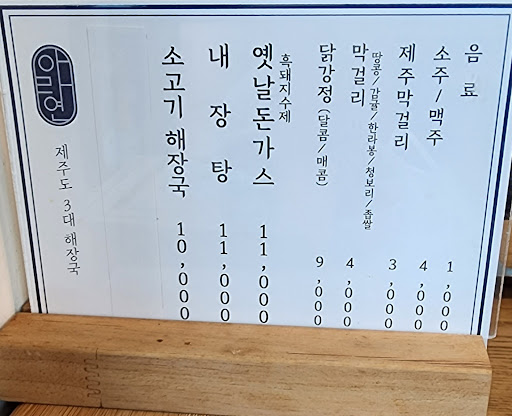 아라연
제주도 3대 해장국
소고기 해장국 10,000
내장탕 11,000
흑돼지수제
옛날돈가스 11,000
닭강정 (달콤/매콤) 9,000
땅콩/감귤/한라봉/청보리/좁쌀
막걸리 4,000
제주막걸리 3,000
소주/맥주 4,000
음료 1,000